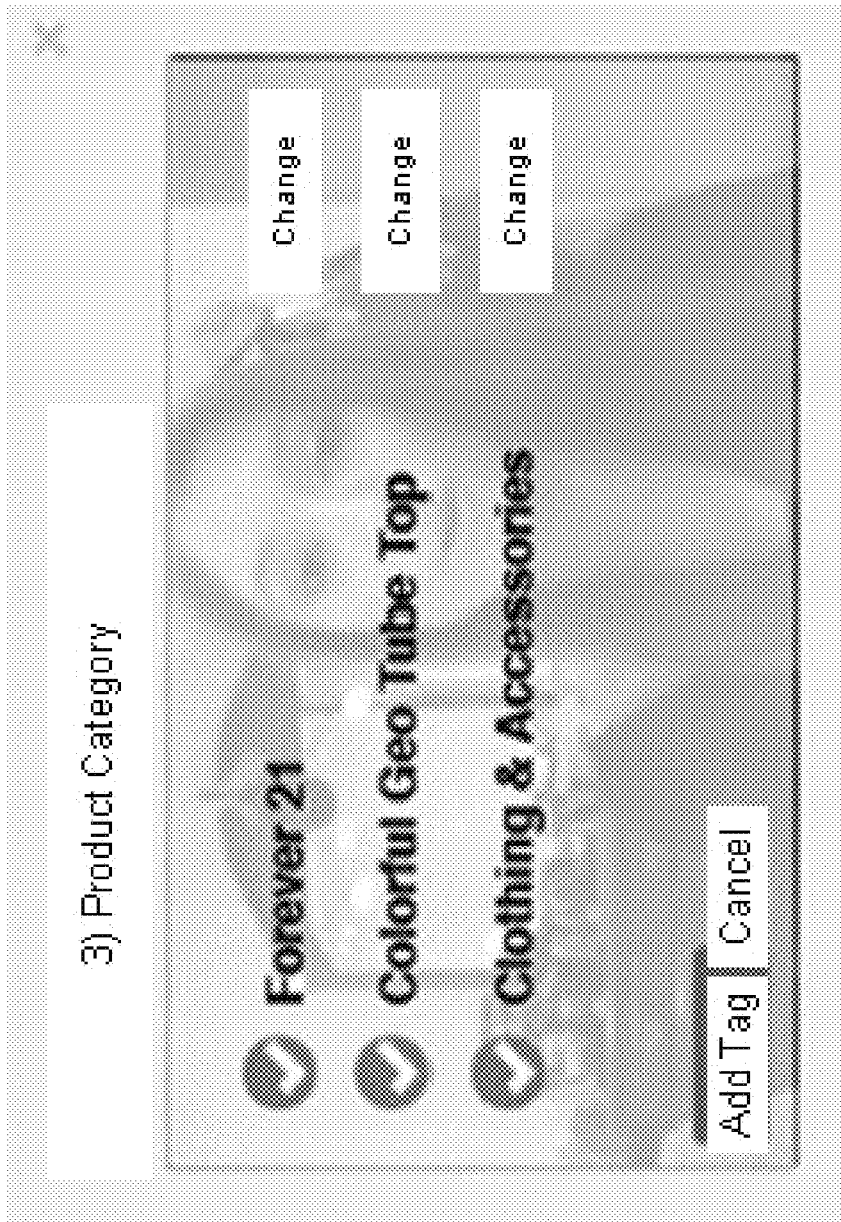 X
3) Product Category
Forever 21 Change
Colorful Geo Tube Top Change
Clothing & Accessories Change
Add Tag Cancel